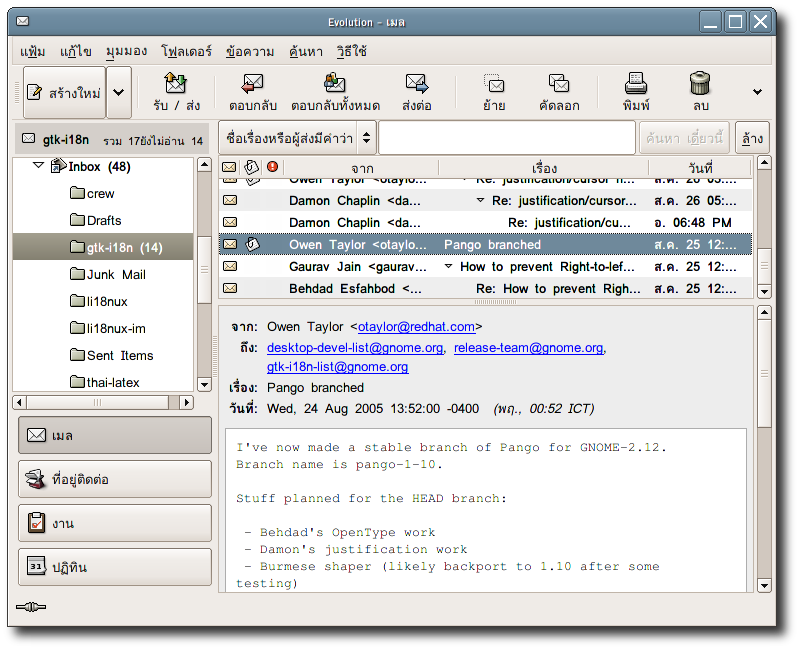 Evolution - เมล
แฟ้ม แก้ไข มุมมอง โฟลเดอร์ ข้อความ ค้นหา วิธีใช้
สร้างใหม่ รับ / ส่ง ตอบกลับ ตอบกลับทั้งหมด ส่งต่อ ย้าย คัดลอก พิมพ์ ลบ
gtk-i18n รวม 17ยังไม่อ่าน 14
ชื่อเรื่องหรือผู้ส่งมีคำว่า ค้นหา เดี๋ยวนี้ ล้าง
Inbox (48)
crew
Drafts
gtk-i18n (14)
Junk Mail
li18nux
li18nux-im
Sent Items
thai-latex
เมล
ที่อยู่ติดต่อ
งาน
31 ปฏิทิน
จาก เรื่อง วันที่
Owen Taylor <otaylo... Re: justification/cursor n... ส.ค. 26 05:...
Damon Chaplin <da... Re: justification/cursor... ส.ค. 26 05:...
Damon Chaplin <da... Re: justification/cu... อ. 06:48 PM
Owen Taylor <otaylo... Pango branched ส.ค. 25 12:...
Gaurav Jain <gaurav... How to prevent Right-to-lef... ส.ค. 25 12:...
Behdad Esfahbod <... Re: How to prevent Righ... ส.ค. 25 12:...
จาก: Owen Taylor <otaylor@redhat.com>
ถึง: desktop-devel-list@gnome.org, release-team@gnome.org,
gtk-i18n-list@gnome.org
เรื่อง: Pango branched
วันที่: Wed, 24 Aug 2005 13:52:00 -0400 (พฤ., 00:52 ICT)
I've now made a stable branch of Pango for GNOME-2.12.
Branch name is pango-1-10.
Stuff planned for the HEAD branch:
- Behdad's OpenType work
- Damon's justification work
- Burmese shaper (likely backport to 1.10 after some
testing)